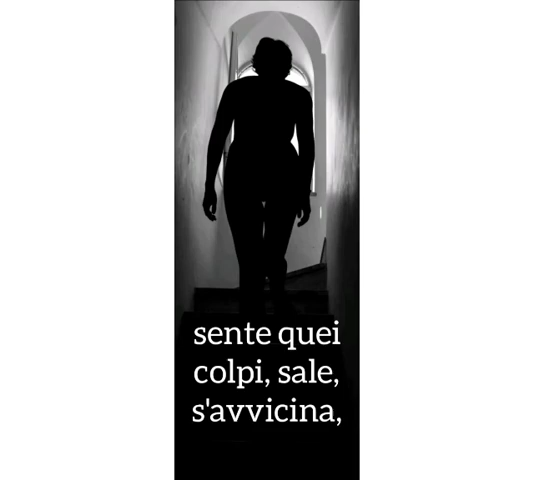 sente quei
colpi, sale,
s'avvicina,